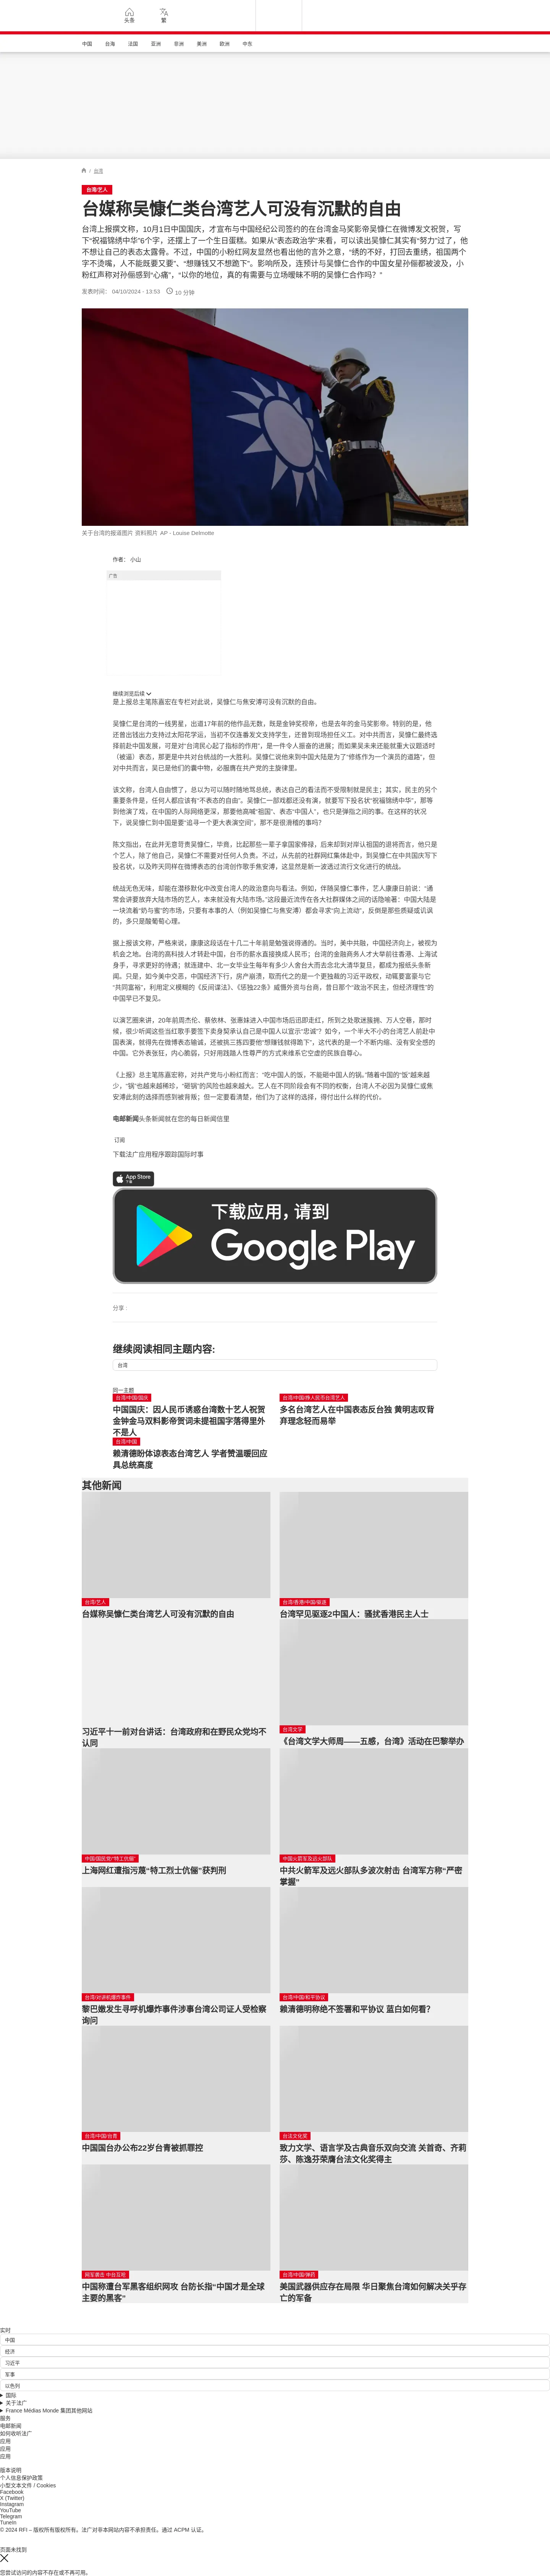 头条
繁
中国
台海
法国
亚洲
非洲
美洲
欧洲
中东
/ 台湾
台湾/艺人
台媒称吴慷仁类台湾艺人可没有沉默的自由
台湾上报撰文称，10月1日中国国庆，才宣布与中国经纪公司签约的在台湾金马奖影帝吴慷仁在微博发文祝贺，写
下“祝福锦绣中华”6个字，还摆上了一个生日蛋糕。如果从“表态政治学”来看，可以读出吴慷仁其实有“努力”过了，他
不想让自己的表态太露骨。不过，中国的小粉红网友显然也看出他的言外之意，“绣的不好，打回去重绣，祖国两个
字不烫嘴，人不能既要又也要”、“想赚钱又不想跪下”。影响所及，连预计与吴慷仁合作的中国女星孙俪都被波及，小
粉红声称对孙俪感到“心痛”，“以你的地位，真的有需要与立场暧昧不明的吴慷仁合作吗？”
发表时间： 04/10/2024 - 13:53
10 分钟
关于台湾的报道图片 资料照片 AP - Louise Delmotte
作者： 小山
广告
继续浏览后续
是上报总主笔陈嘉宏在专栏对此说，吴慷仁与焦安溥可没有沉默的自由。
吴慷仁是台湾的一线男星，出道17年前的他作品无数，既是金钟奖视帝，也是去年的金马奖影帝。特别的是，他
还曾出钱出力支持过太阳花学运，当初不仅连番发文支持学生，还曾到现场担任义工。对中共而言，吴慷仁最终选
择前赴中国发展，可是对“台湾民心起了指标的作用”，是一件令人振奋的进展；而如果吴未来还能就重大议题适时
（被逼）表态，那更是中共对台统战的一大胜利。吴慷仁说他来到中国大陆是为了“修练作为一个演员的道路”，但
对中共而言，吴已是他们的囊中物，必服膺在共产党的主旋律里。
该文称，台湾人自由惯了，总以为可以随时随地骂总统，表达自己的看法而不受限制就是民主；其实，民主的另个
重要条件是，任何人都应该有“不表态的自由”。吴慷仁一部戏都还没有演，就要写下投名状“祝福锦绣中华”，那等
到他演了戏，在中国的人际网络更深，那要他高喊“祖国”、表态“中国人”，也只是弹指之间的事。在这样的状况
下，说吴慷仁到中国是要“追寻一个更大表演空间”，那不是很滑稽的事吗？
陈文指出，在此并无意苛责吴慷仁，毕竟，比起那些一辈子拿国家俸禄，后来却到对岸认祖国的退将而言，他只是
个艺人，除了他自己，吴慷仁不需要对任何人负责。不过，从先前的社群网红集体赴中，到吴慷仁在中共国庆写下
投名状，以及昨天同样在微博表态的台湾创作歌手焦安溥，这显然是新一波透过流行文化进行的统战。
统战无色无味，却能在潜移默化中改变台湾人的政治意向与看法。例如，伴随吴慷仁事件，艺人康康日前说：“通
常会讲要放弃大陆市场的艺人，本来就没有大陆市场。”这段最近流传在各大社群媒体之间的话隐喻著：中国大陆是
一块流着“奶与蜜”的市场，只要有本事的人（例如吴慷仁与焦安溥）都会寻求“向上流动”，反倒是那些质疑或讥讽
的，多只是酸葡萄心理。
据上报该文称，严格来说，康康这段话在十几二十年前是勉强说得通的。当时，美中共融，中国经济向上，被视为
机会之地。台湾的高科技人才转赴中国，台币的薪水直接换成人民币；台湾的金融商务人才大举前往香港、上海试
身手，寻求更好的待遇；就连建中、北一女毕业生每年有多少人舍台大而去念北大清华复旦，都成为报纸头条新
闻。只是，如今美中交恶，中国经济下行，房产崩溃，取而代之的是一个更独裁的习近平政权，动辄要富豪与它
“共同富裕”，利用定义模糊的《反间谍法》、《惩独22条》威慑外资与台商，昔日那个“政治不民主，但经济理性”的
中国早已不复见。
以演艺圈来讲，20年前周杰伦、蔡依林、张惠妹进入中国市场后迅即走红，所到之处歌迷簇拥、万人空巷，那时
候，很少听闻这些当红歌手要签下卖身契承认自己是中国人以宣示“忠诚”？如今，一个半大不小的台湾艺人前赴中
国表演，就得先在微博表态输诚，还被挑三拣四要他“想赚钱就得跪下”，这代表的是一个不断内缩、没有安全感的
中国。它外表张狂，内心脆弱，只好用践踏人性尊严的方式来维系它空虚的民族自尊心。
《上报》总主笔陈嘉宏称，对共产党与小粉红而言：“吃中国人的饭，不能砸中国人的锅。”随着中国的“饭”越来越
少，“锅”也越来越稀珍，“砸锅”的风险也越来越大。艺人在不同阶段会有不同的权衡，台湾人不必因为吴慷仁或焦
安溥此刻的选择而感到被背叛；但一定要看清楚，他们为了这样的选择，得付出什么样的代价。
电邮新闻头条新闻就在您的每日新闻信里
订阅
下载法广应用程序跟踪国际时事
App Store
下载
下载应用，请到
Google Play
分享 :
继续阅读相同主题内容:
台湾
同一主题
台湾/中国/国庆
中国国庆：因人民币诱惑台湾数十艺人祝贺
金钟金马双料影帝贺词未提祖国字落得里外
不是人
台湾/中国/挣人民币台湾艺人
多名台湾艺人在中国表态反台独 黄明志叹背
弃理念轻而易举
台湾/中国
赖清德盼体谅表态台湾艺人 学者赞温暖回应
具总统高度
其他新闻
台湾/艺人
台媒称吴慷仁类台湾艺人可没有沉默的自由
台湾/香港/中国/驱逐
台湾罕见驱逐2中国人：骚扰香港民主人士
习近平十一前对台讲话：台湾政府和在野民众党均不
认同
台湾文学
《台湾文学大师周——五感，台湾》活动在巴黎举办
中国/国民党/“特工仇俪”
上海网红遭指污蔑“特工烈士仇俪”获判刑
中国火箭军及远火部队
中共火箭军及远火部队多波次射击 台湾军方称“严密
掌握”
台湾/对讲机爆炸事件
黎巴嫩发生寻呼机爆炸事件涉事台湾公司证人受检察
询问
台湾/中国/和平协议
赖清德明称绝不签署和平协议 蓝白如何看？
台湾/中国/台青
中国国台办公布22岁台青被抓罪控
台法文化奖
致力文学、语言学及古典音乐双向交流 关首奇、齐莉
莎、陈逸芬荣膺台法文化奖得主
网军袭击 中台互呛
中国称遭台军黑客组织网攻 台防长指“中国才是全球
主要的黑客”
台湾/中国/弹药
美国武器供应存在局限 华日聚焦台湾如何解决关乎存
亡的军备
实时
中国
经济
习近平
军事
以色列
国际
关于法广
France Médias Monde 集团其他网站
服务
电邮新闻
如何收听法广
应用
应用
应用
版本说明
个人信息保护政策
小型文本文件 / Cookies
Facebook
X (Twitter)
Instagram
YouTube
Telegram
TuneIn
© 2024 RFI – 版权所有版权所有。法广对非本网站内容不承担责任。通过 ACPM 认证。
页面未找到
您尝试访问的内容不存在或不再可用。